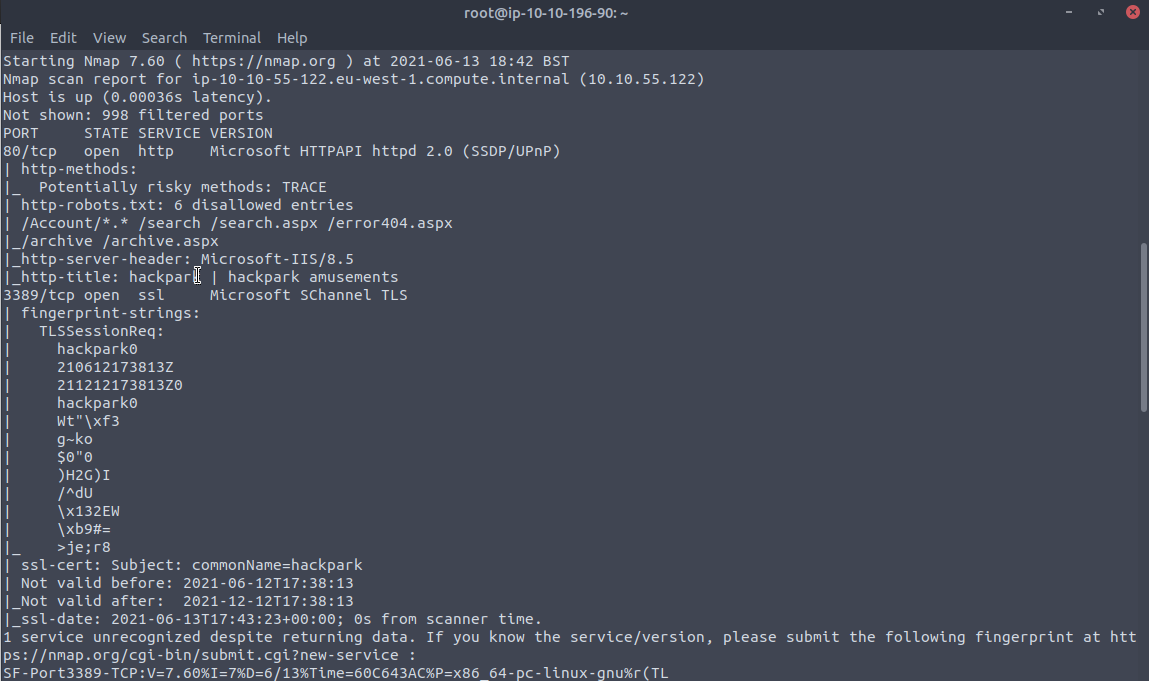 root@ip-10-10-196-90: ~
File Edit View Search Terminal Help
Starting Nmap 7.60 ( https://nmap.org ) at 2021-06-13 18:42 BST
Nmap scan report for ip-10-10-55-122.eu-west-1.compute.internal (10.10.55.122)
Host is up (0.00036s latency).
Not shown: 998 filtered ports
PORT     STATE SERVICE VERSION
80/tcp   open  http    Microsoft HTTPAPI httpd 2.0 (SSDP/UPnP)
| http-methods:
|_  Potentially risky methods: TRACE
| http-robots.txt: 6 disallowed entries
| /Account/*.* /search /search.aspx /error404.aspx
|_/archive /archive.aspx
|_http-server-header: Microsoft-IIS/8.5
|_http-title: hackpark | hackpark amusements
3389/tcp open  ssl     Microsoft SChannel TLS
| fingerprint-strings:
|   TLSSessionReq:
|     hackpark0
|     210612173813Z
|     211212173813Z0
|     hackpark0
|     Wt"\xf3
|     g~ko
|     $0"0
|     )H2G)I
|     /^dU
|     \x132EW
|     \xb9#=
|_    >je;r8
| ssl-cert: Subject: commonName=hackpark
| Not valid before: 2021-06-12T17:38:13
|_Not valid after:  2021-12-12T17:38:13
|_ssl-date: 2021-06-13T17:43:23+00:00; 0s from scanner time.
1 service unrecognized despite returning data. If you know the service/version, please submit the following fingerprint at htt
ps://nmap.org/cgi-bin/submit.cgi?new-service :
SF-Port3389-TCP:V=7.60%I=7%D=6/13%Time=60C643AC%P=x86_64-pc-linux-gnu%r(TL